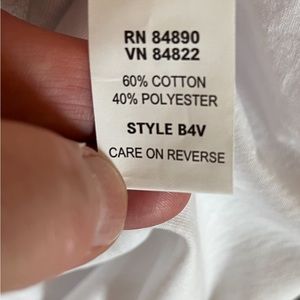 RN 84890
VN 84822
60% COTTON
40% POLYESTER
STYLE B4V
CARE ON REVERSE